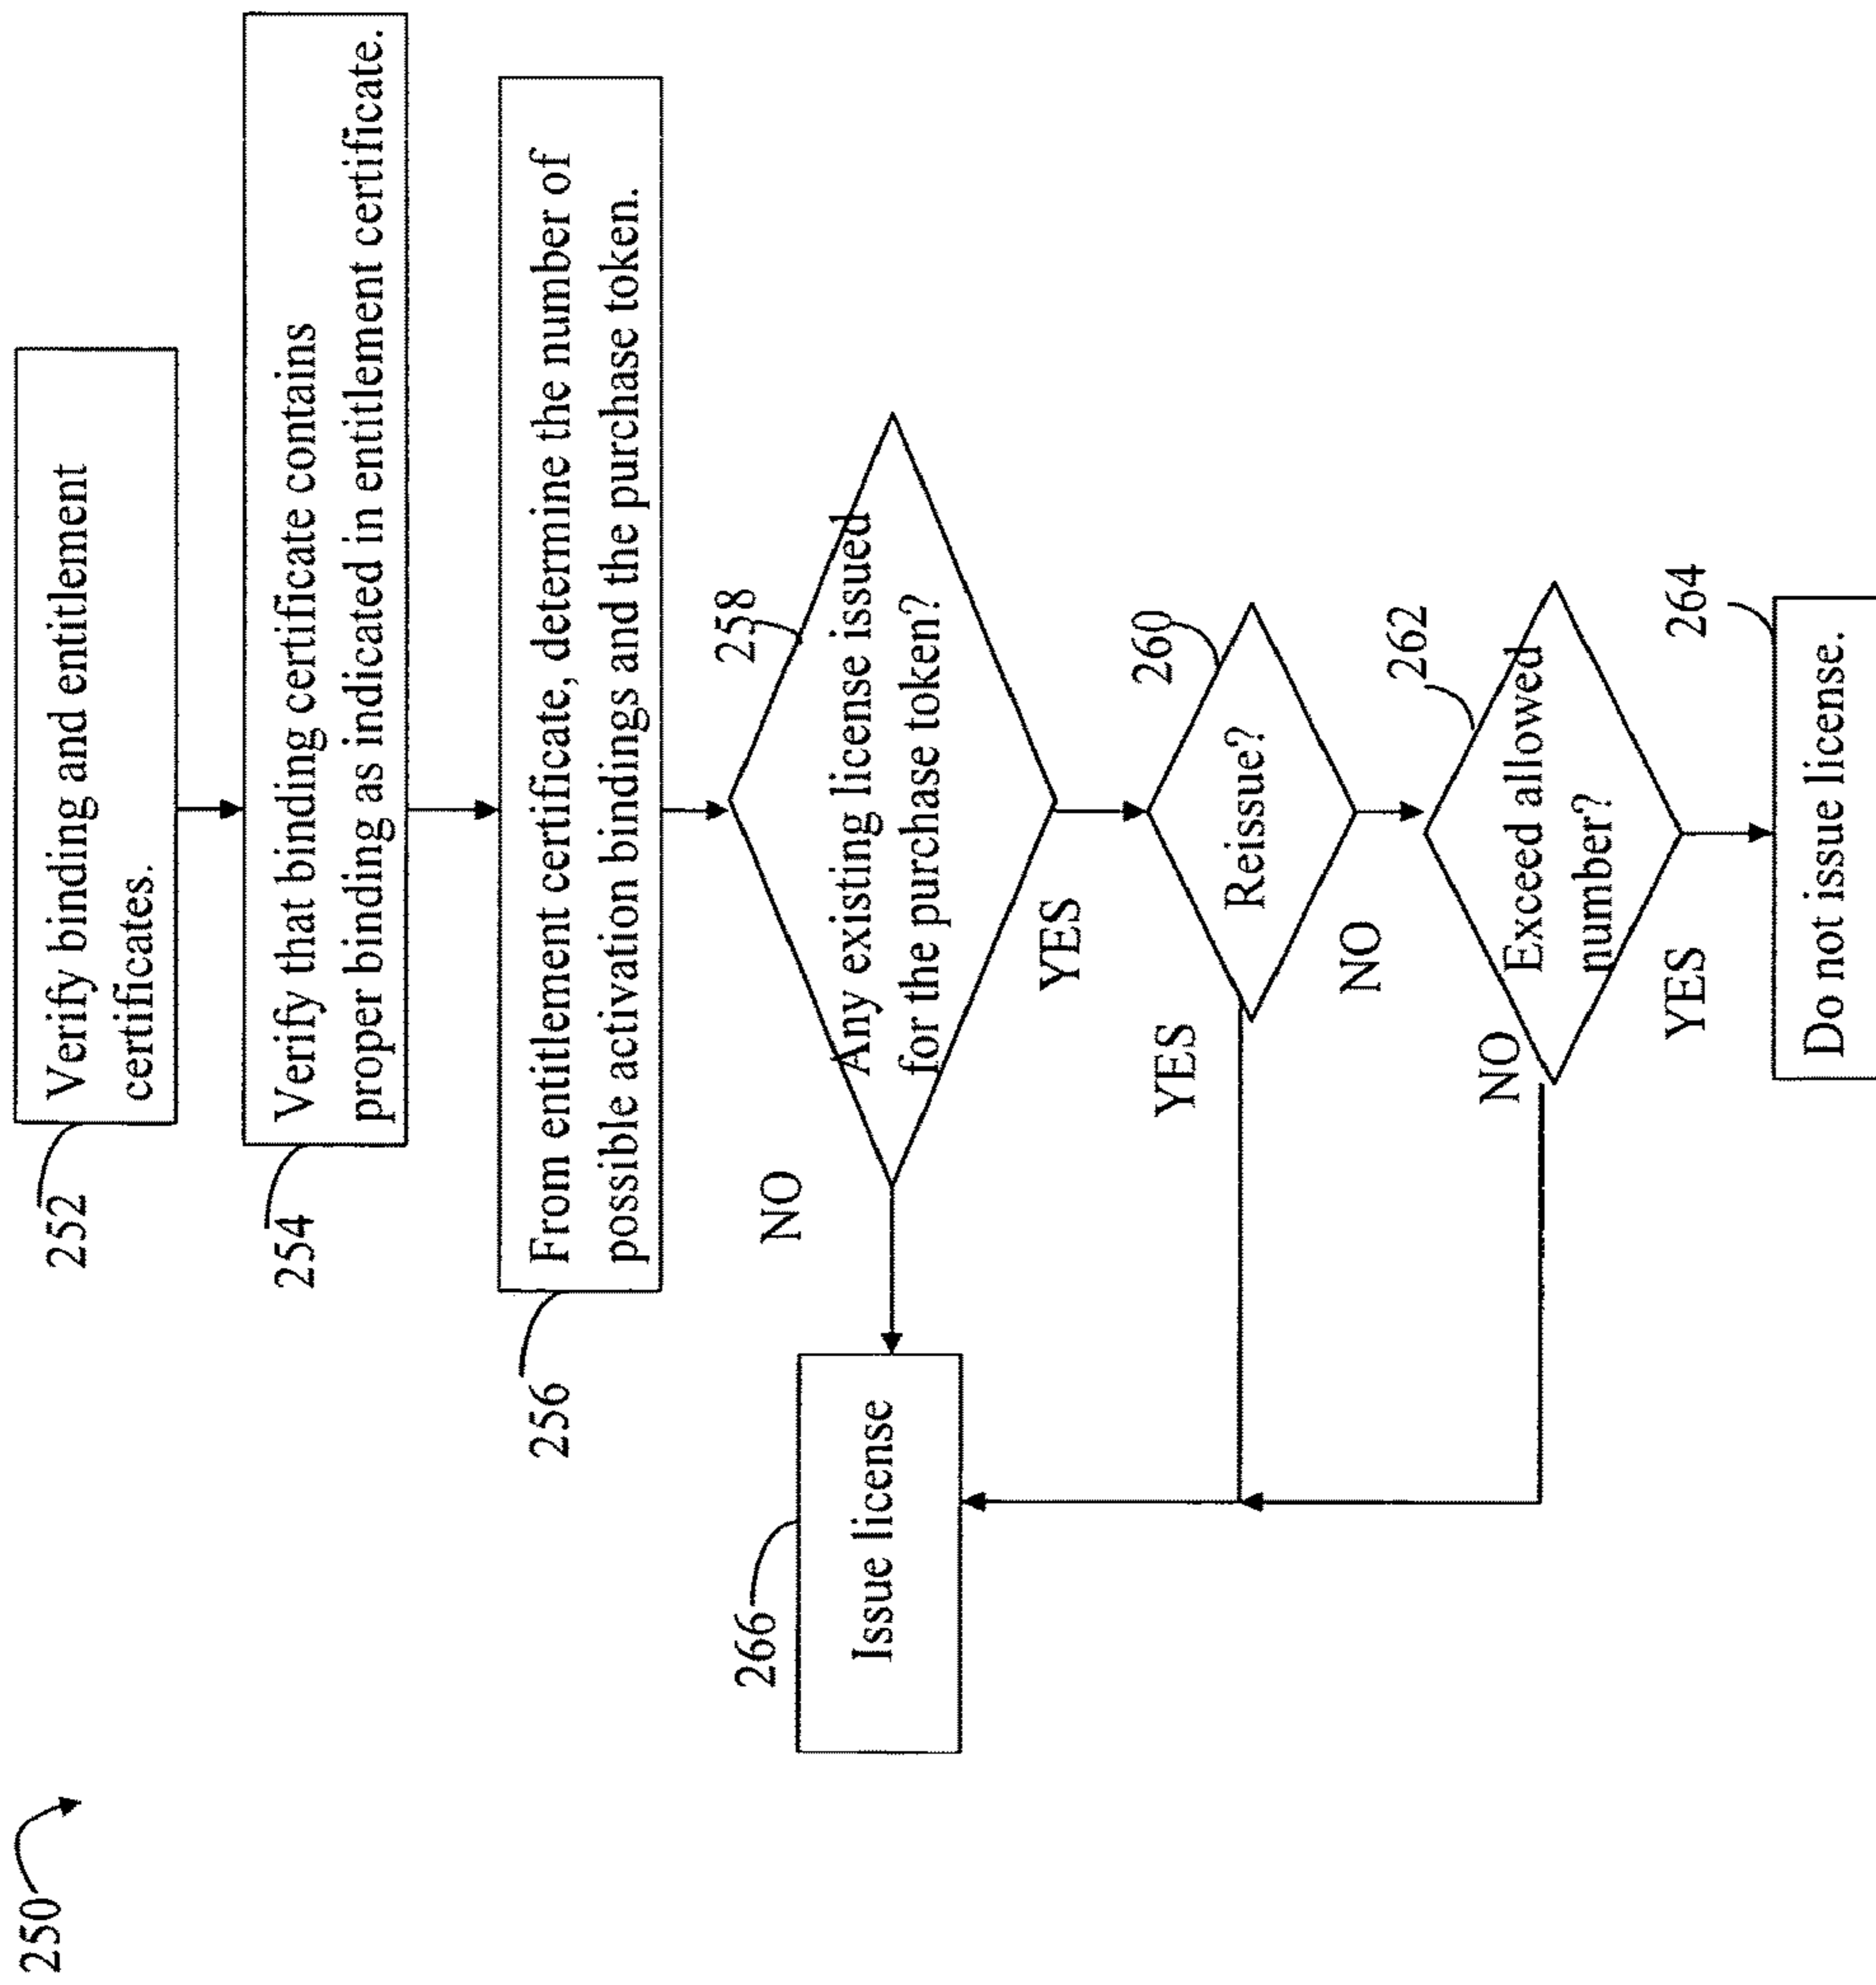 250
252
Verify binding and entitlement
certificates.
254
Verify that binding certificate contains
proper binding as indicated in entitlement certificate.
256
From entitlement certificate, determine the number of
possible activation bindings and the purchase token.
258
Any existing license issued
for the purchase token?
NO
YES
266
Issue license
260
Reissue?
YES
NO
262
Exceed allowed
number?
NO
YES
264
Do not issue license.